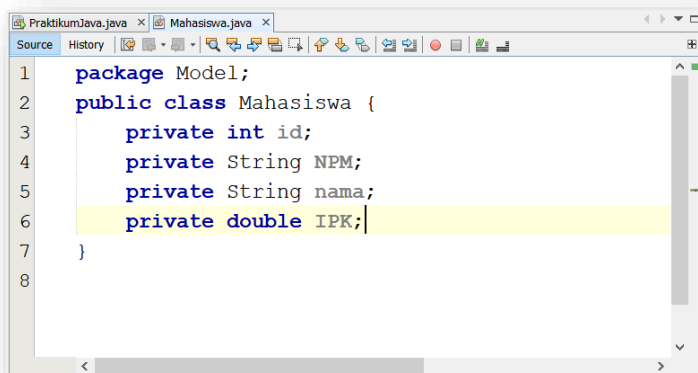 PraktikumJava.java Mahasiswa.java
Source History
1 package Model;
2 public class Mahasiswa {
3 private int id;
4 private String NPM;
5 private String nama;
6 private double IPK;
7 }
8